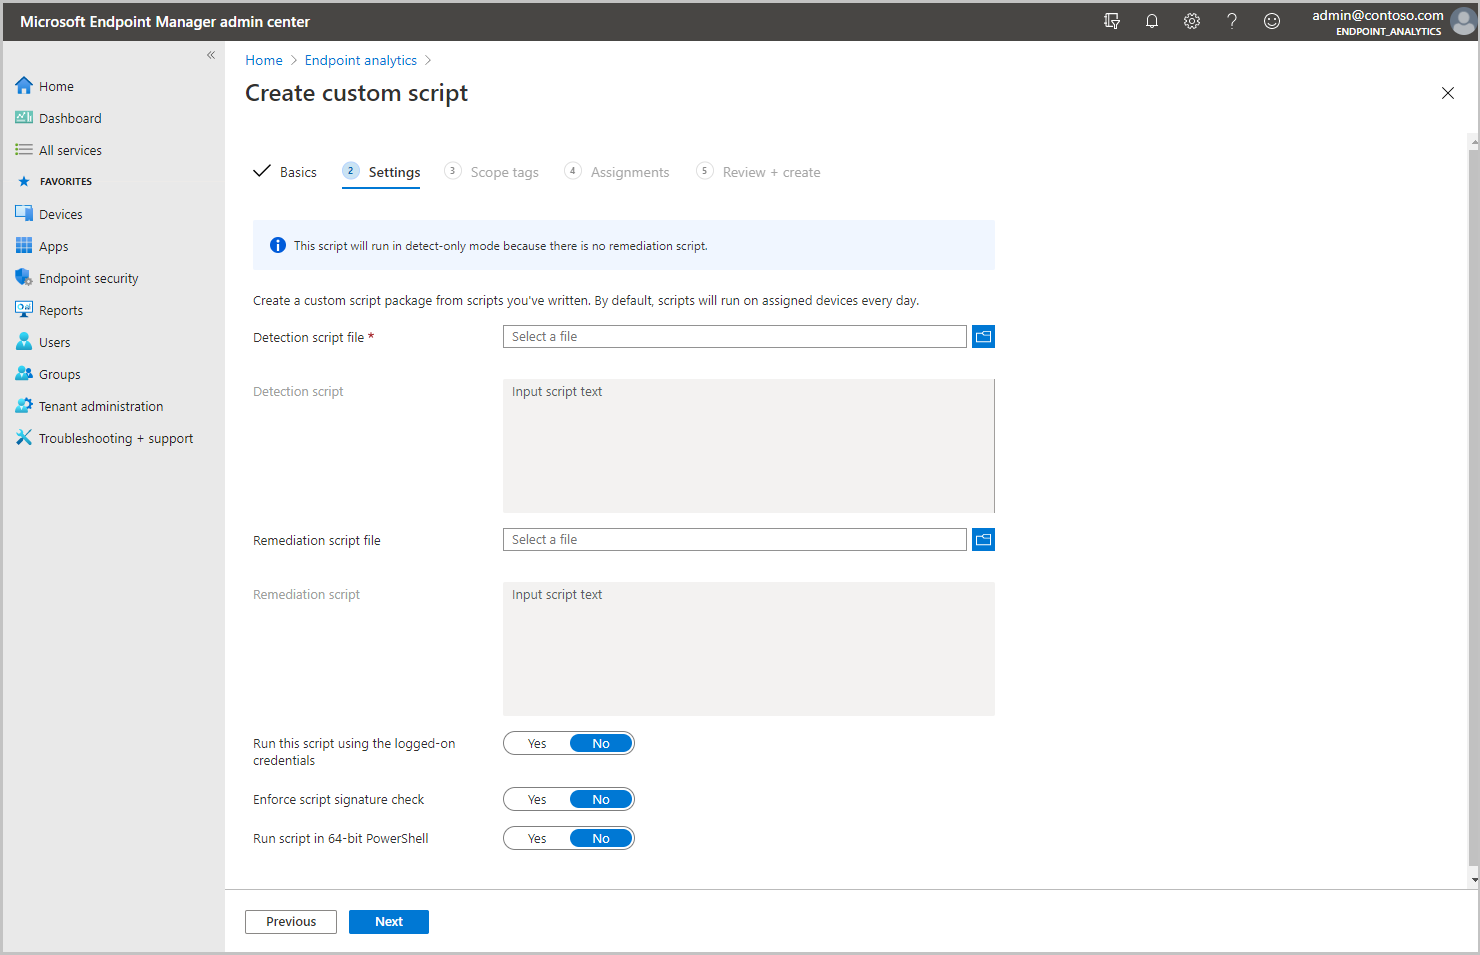 Microsoft Endpoint Manager admin center
admin@contoso.com
ENDPOINT_ANALYTICS
«
Home
Dashboard
All services
FAVORITES
Devices
Apps
Endpoint security
Reports
Users
Groups
Tenant administration
Troubleshooting + support
Home > Endpoint analytics >
Create custom script
Basics 2 Settings 3 Scope tags 4 Assignments 5 Review + create
This script will run in detect-only mode because there is no remediation script.
Create a custom script package from scripts you've written. By default, scripts will run on assigned devices every day.
Detection script file * Select a file
Detection script Input script text
Remediation script file Select a file
Remediation script Input script text
Run this script using the logged-on Yes No
credentials
Enforce script signature check Yes No
Run script in 64-bit PowerShell Yes No
Previous Next